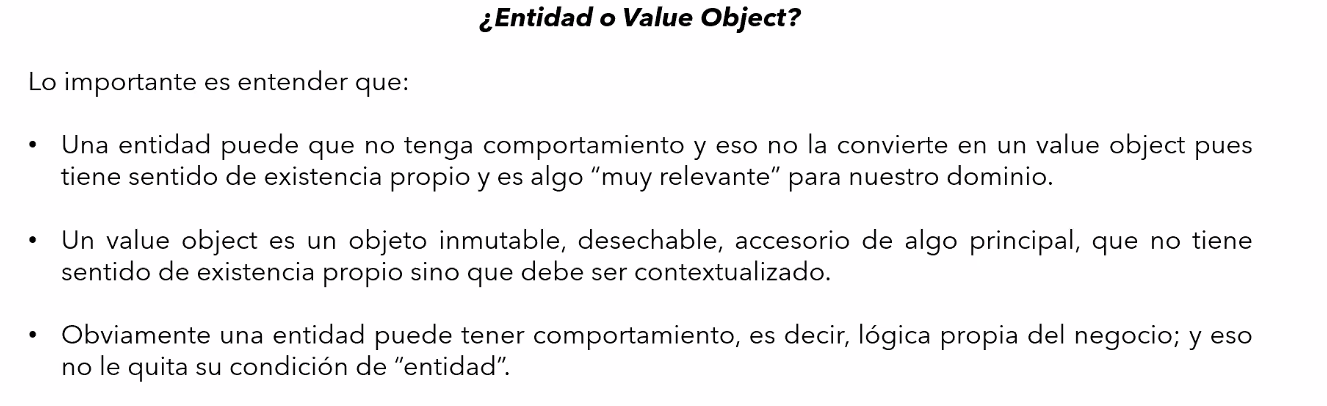 ¿Entidad o Value Object?
Lo importante es entender que:
• Una entidad puede que no tenga comportamiento y eso no la convierte en un value object pues
tiene sentido de existencia propio y es algo “muy relevante” para nuestro dominio.
• Un value object es un objeto inmutable, desechable, accesorio de algo principal, que no tiene
sentido de existencia propio sino que debe ser contextualizado.
• Obviamente una entidad puede tener comportamiento, es decir, lógica propia del negocio; y eso
no le quita su condición de “entidad”.